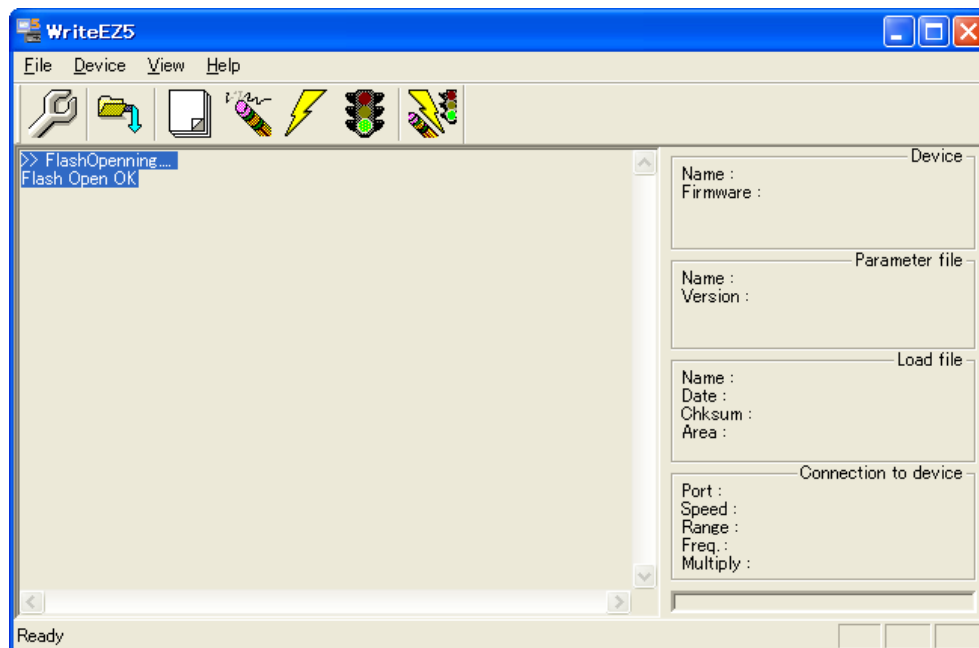 WriteEZ5
File Device View Help
>> FlashOpenning....
Flash Open OK
Device
Name :
Firmware :
Parameter file
Name :
Version :
Load file
Name :
Date :
Chksum :
Area :
Connection to device
Port :
Speed :
Range :
Freq. :
Multiply :
Ready